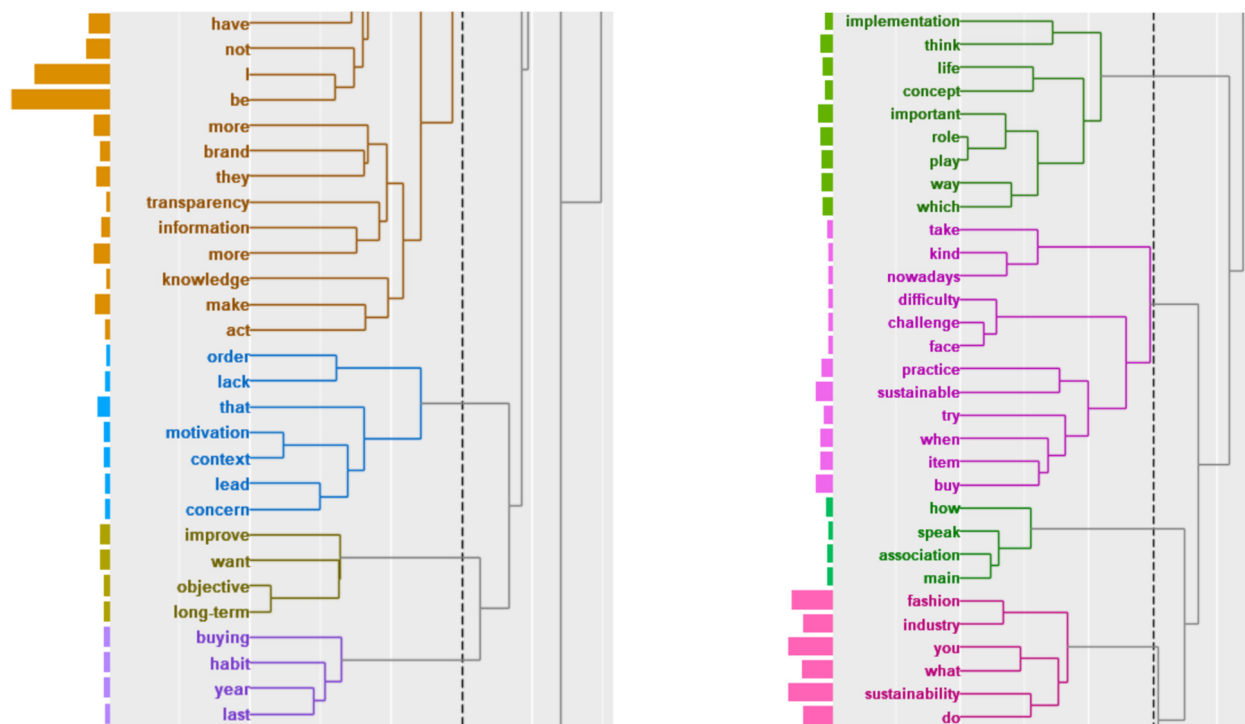 have
not
I
be
more
brand
they
transparency
information
more
knowledge
make
act
order
lack
that
motivation
context
lead
concern
improve
want
objective
long-term
buying
habit
year
last
implementation
think
life
concept
important
role
play
way
which
take
kind
nowadays
difficulty
challenge
face
practice
sustainable
try
when
item
buy
how
speak
association
main
fashion
industry
you
what
sustainability
do